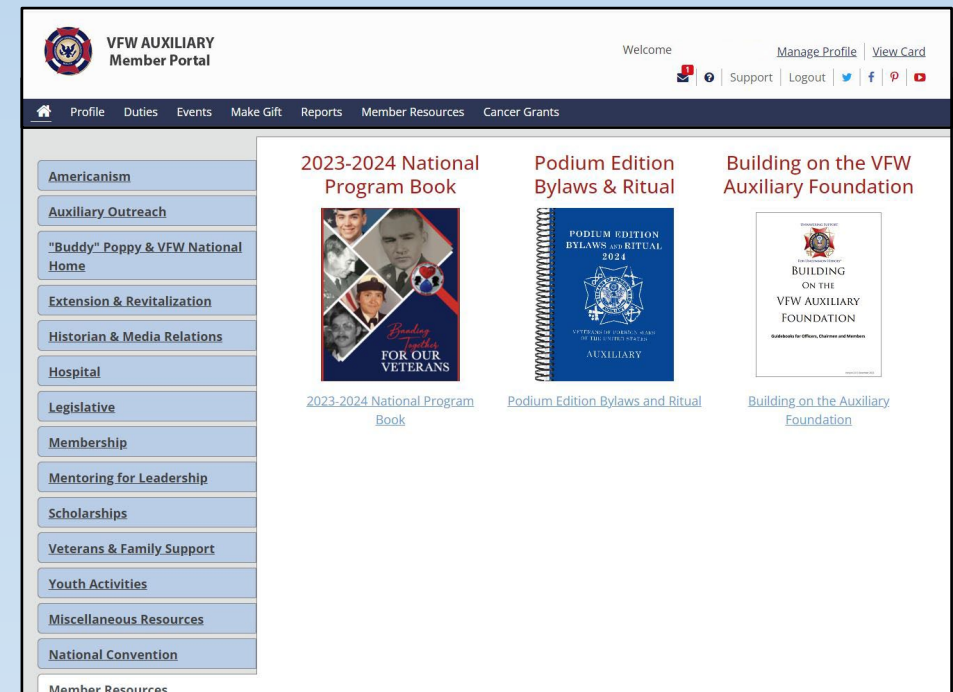 VFW AUXILIARY
Member Portal
Welcome
Manage Profile
View Card
1
Support
Logout
Profile
Duties
Events
Make Gift
Reports
Member Resources
Cancer Grants
Americanism
Auxiliary Outreach
"Buddy" Poppy & VFW National
Home
Extension & Revitalization
Historian & Media Relations
Hospital
Legislative
Membership
Mentoring for Leadership
Scholarships
Veterans & Family Support
Youth Activities
Miscellaneous Resources
National Convention
Member Resources
2023-2024 National
Program Book
Banding
Together
FOR OUR
VETERANS
2023-2024 National Program
Book
Podium Edition
Bylaws & Ritual
PODIUM EDITION
BYLAWS AND RITUAL
2024
VETERANS OF FOREIGN WARS
OF THE UNITED STATES
AUXILIARY
Podium Edition Bylaws and Ritual
Building on the VFW
Auxiliary Foundation
BUILDING
ON THE
VFW AUXILIARY
FOUNDATION
Guidebooks for Officers, Chairmen and Members
Building on the Auxiliary
Foundation